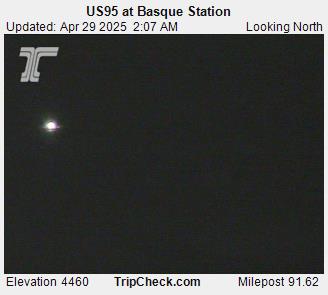 US95 at Basque Station
Updated: Apr 29 2025 2:07 AM Looking North
Elevation 4460 TripCheck.com Milepost 91.62